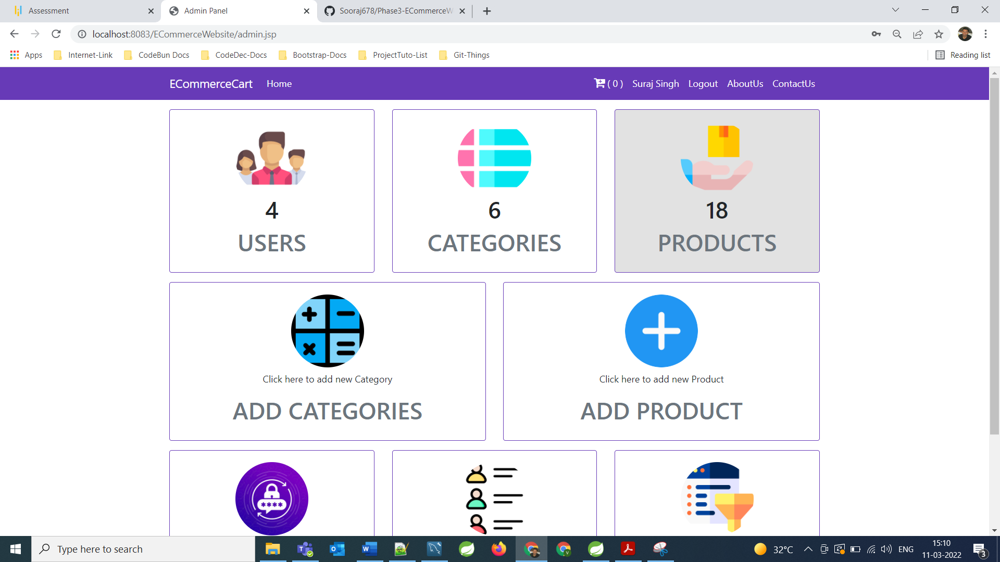 Assessment
Admin Panel
Sooraj678/Phase3-ECommerceW
localhost:8083/ECommerceWebsite/admin.jsp
Apps Internet-Link CodeBun Docs CodeDec-Docs Bootstrap-Docs ProjectTuto-List Git-Things Reading list
ECommerceCart Home ( 0 ) Suraj Singh Logout AboutUs ContactUs
4
USERS
6
CATEGORIES
18
PRODUCTS
Click here to add new Category
ADD CATEGORIES
Click here to add new Product
ADD PRODUCT
****
Type here to search
32°C ENG
15:10
11-03-2022
3